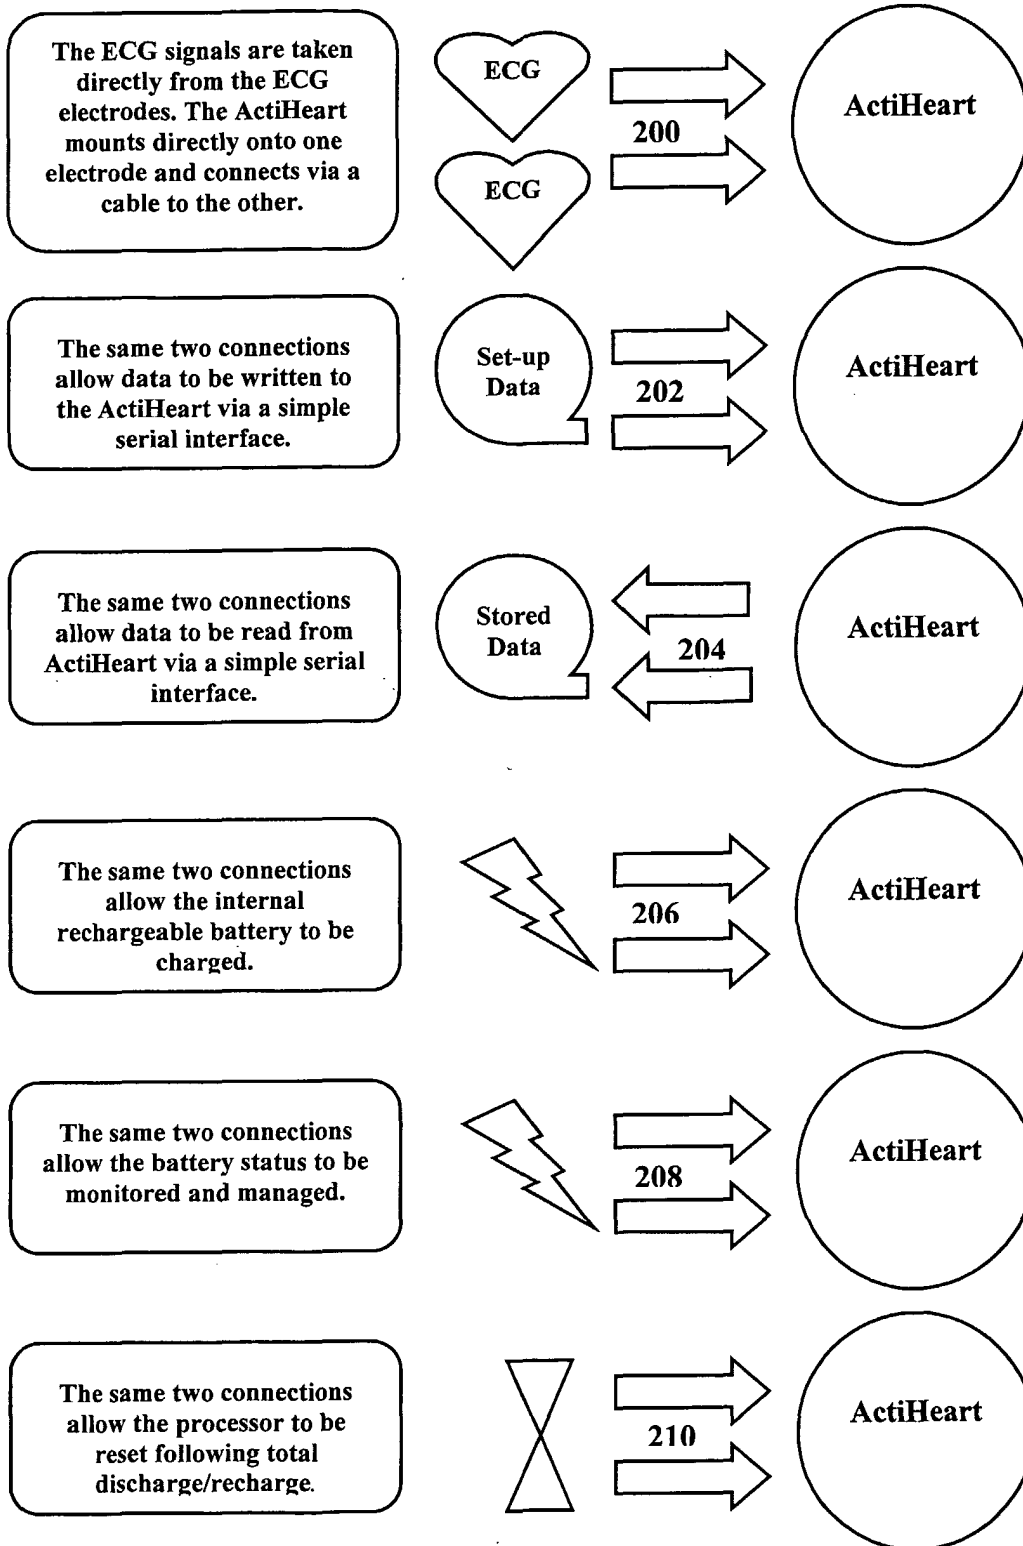 The ECG signals are taken
directly from the ECG
electrodes. The ActiHeart
mounts directly onto one
electrode and connects via a
cable to the other.
ECG
ECG
200
ActiHeart
The same two connections
allow data to be written to
the ActiHeart via a simple
serial interface.
Set-up
Data
202
ActiHeart
The same two connections
allow data to be read from
ActiHeart via a simple serial
interface.
Stored
Data
204
ActiHeart
The same two connections
allow the internal
rechargeable battery to be
charged.
206
ActiHeart
The same two connections
allow the battery status to be
monitored and managed.
208
ActiHeart
The same two connections
allow the processor to be
reset following total
discharge/recharge.
210
ActiHeart